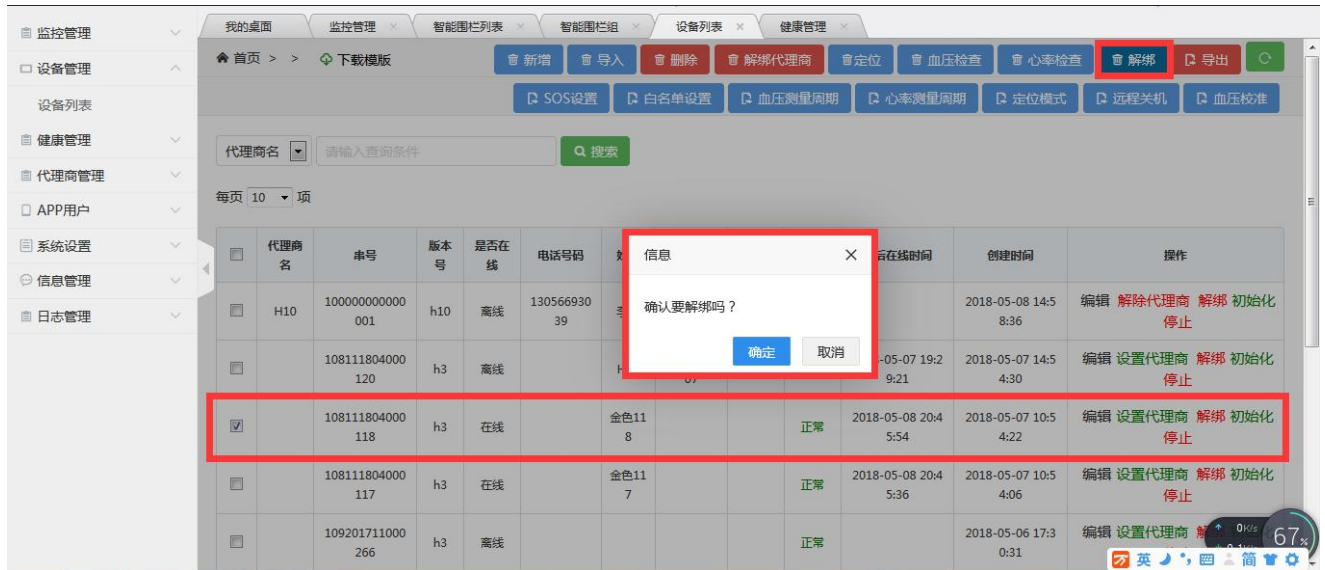 我的桌面 监控管理 × 智能围栏列表 × 智能围栏组 × 设备列表 × 健康管理 ×
监控管理
设备管理
设备列表
健康管理
代理商管理
APP用户
系统设置
信息管理
日志管理
首页 > > 下载模版 新增 导入 删除 解绑代理商 定位 血压检查 心率检查 解绑 导出
SOS设置 白名单设置 血压测量周期 心率测量周期 定位模式 远程关机 血压校准
代理商名 请输入查询条件 搜索
每页 10 项
代理商名 串号 版本号 是否在线 电话号码 后在线时间 创建时间 操作
信息 ×
确认要解绑吗？
确定 取消
H10 100000000000001 h10 离线 13056693039 2018-05-08 14:58:36 编辑 解除代理商 解绑 初始化 停止
108111804000120 h3 离线 -05-07 19:29:21 2018-05-07 14:54:30 编辑 设置代理商 解绑 初始化 停止
108111804000118 h3 在线 金色118 正常 2018-05-08 20:45:54 2018-05-07 10:54:22 编辑 设置代理商 解绑 初始化 停止
108111804000117 h3 在线 金色117 正常 2018-05-08 20:45:36 2018-05-07 10:54:06 编辑 设置代理商 解绑 初始化 停止
109201711000266 h3 离线 正常 2018-05-06 17:30:31 编辑 设置代理商
0K/s 67%
英 简